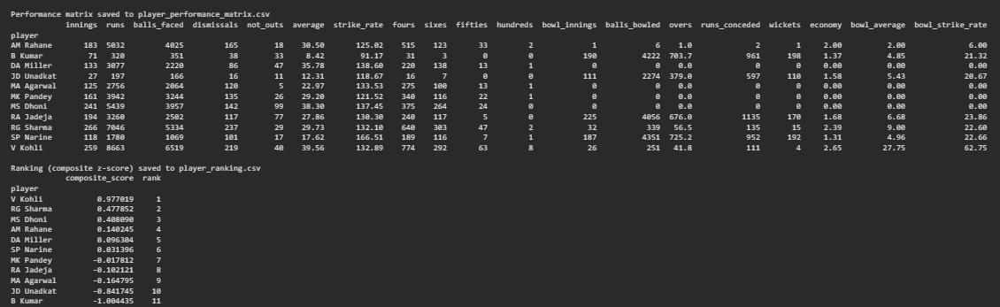 Performance matrix saved to player_performance_matrix.csv
innings runs balls_faced dismissals not_outs average strike_rate fours sixes fifties hundreds bowl_innings balls_bowled overs runs_conceded wickets economy bowl_average bowl_strike_rate
player
AM Rahane 183 5032 4025 165 18 30.50 125.02 515 123 33 2 1 6 1.0 2 1 2.00 2.00 6.00
B Kumar 71 320 351 38 33 8.42 91.17 31 3 0 0 190 4222 703.7 961 198 1.37 4.85 21.32
DA Miller 133 3077 2220 86 47 35.78 138.60 220 138 13 1 0 0 0.0 0 0 0.00 0.00 0.00
JD Unadkat 27 197 166 16 11 12.31 118.67 16 7 0 0 111 2274 379.0 597 110 1.58 5.43 20.67
MA Agarwal 125 2756 2064 120 5 22.97 133.53 275 100 13 1 0 0 0.0 0 0 0.00 0.00 0.00
MK Pandey 161 3942 3244 135 26 29.20 121.52 340 116 22 1 0 0 0.0 0 0 0.00 0.00 0.00
MS Dhoni 241 5439 3957 142 99 38.30 137.45 375 264 24 0 0 0 0.0 0 0 0.00 0.00 0.00
RA Jadeja 194 3260 2502 117 77 27.86 130.30 240 117 5 0 225 4056 676.0 1135 170 1.68 6.68 23.86
RG Sharma 266 7046 5334 237 29 29.73 132.10 640 303 47 2 32 339 56.5 135 15 2.39 9.00 22.60
SP Narine 118 1780 1069 101 17 17.62 166.51 189 116 7 1 187 4351 725.2 952 192 1.31 4.96 22.66
V Kohli 259 8663 6519 219 40 39.56 132.89 774 292 63 8 26 251 41.8 111 4 2.65 27.75 62.75
Ranking (composite z-score) saved to player_ranking.csv
composite_score rank
player
V Kohli 0.977019 1
RG Sharma 0.477852 2
MS Dhoni 0.408090 3
AM Rahane 0.140245 4
DA Miller 0.096304 5
SP Narine 0.031396 6
MK Pandey -0.017812 7
RA Jadeja -0.102121 8
MA Agarwal -0.164795 9
JD Unadkat -0.841745 10
B Kumar -1.004435 11